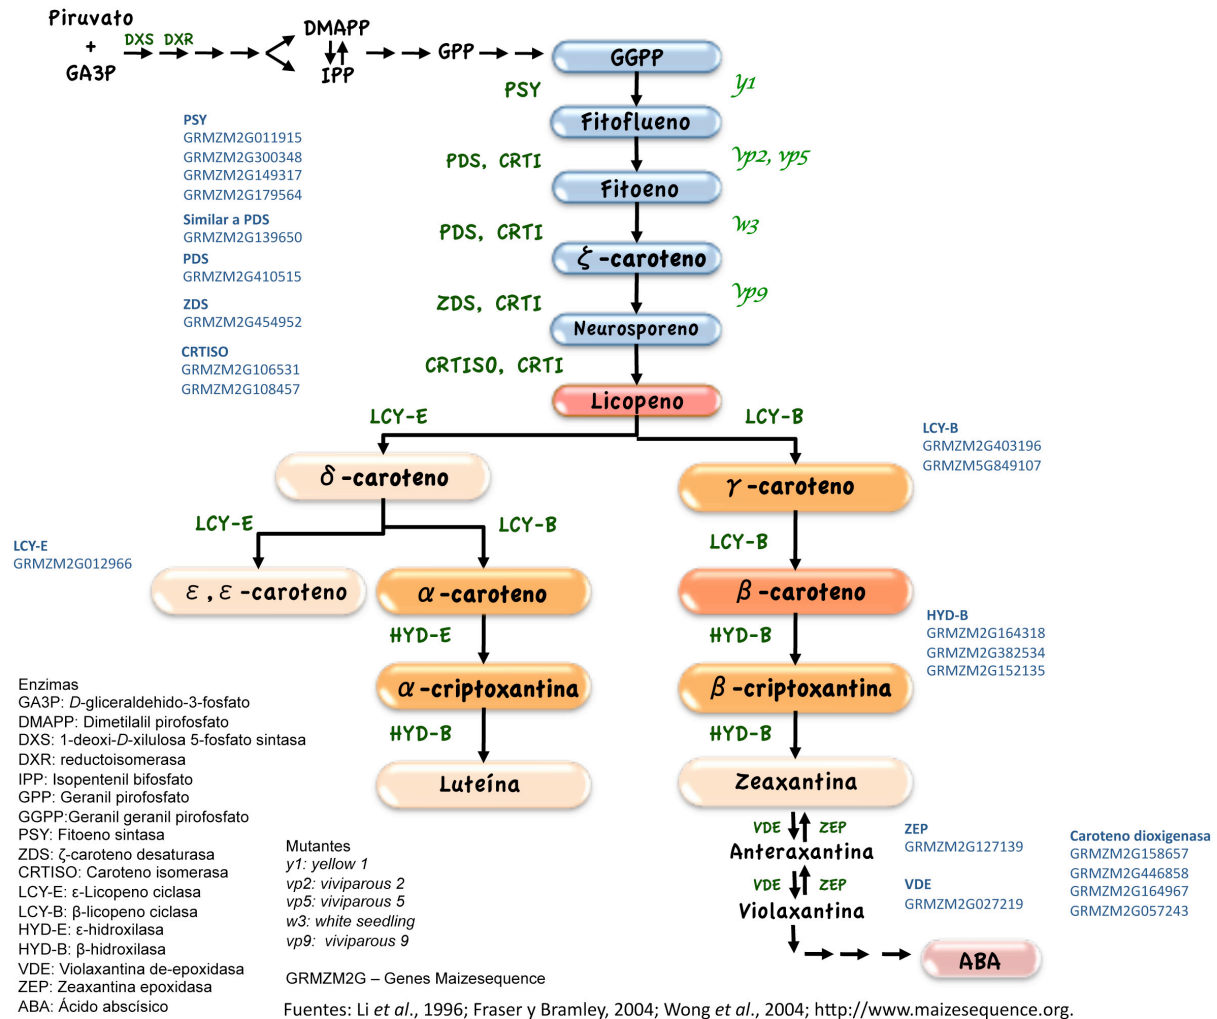 Piruvato
+
GA3P
DXS DXR
DMAPP
IPP
GPP
GGPP
PSY
y1
Fitoflueno
PDS, CRTI
vp2, vp5
Fitoeno
PDS, CRTI
w3
ζ-caroteno
ZDS, CRTI
vp9
Neurosporeno
CRTISO, CRTI
Licopeno
PSY
GRMZM2G011915
GRMZM2G300348
GRMZM2G149317
GRMZM2G179564
Similar a PDS
GRMZM2G139650
PDS
GRMZM2G410515
ZDS
GRMZM2G454952
CRTISO
GRMZM2G106531
GRMZM2G108457
LCY-E
LCY-B
LCY-B
GRMZM2G403196
GRMZM5G849107
δ-caroteno
γ-caroteno
LCY-E
LCY-B
LCY-B
LCY-E
GRMZM2G012966
ε,ε-caroteno
α-caroteno
β-caroteno
HYD-E
HYD-B
HYD-B
GRMZM2G164318
GRMZM2G382534
GRMZM2G152135
α-criptoxantina
β-criptoxantina
HYD-B
HYD-B
Luteína
Zeaxantina
VDE ZEP
Anteraxantina
VDE ZEP
Violaxantina
ABA
ZEP
GRMZM2G127139
VDE
GRMZM2G027219
Caroteno dioxigenasa
GRMZM2G158657
GRMZM2G446858
GRMZM2G164967
GRMZM2G057243
Enzimas
GA3P: D-gliceraldehido-3-fosfato
DMAPP: Dimetilalil pirofosfato
DXS: 1-deoxi-D-xilulosa 5-fosfato sintasa
DXR: reductoisomerasa
IPP: Isopentenil bifosfato
GPP: Geranil pirofosfato
GGPP:Geranil geranil pirofosfato
PSY: Fitoeno sintasa
ZDS: ζ-caroteno desaturasa
CRTISO: Caroteno isomerasa
LCY-E: ε-Licopeno ciclasa
LCY-B: β-licopeno ciclasa
HYD-E: ε-hidroxilasa
HYD-B: β-hidroxilasa
VDE: Violaxantina de-epoxidasa
ZEP: Zeaxantina epoxidasa
ABA: Ácido abscísico
Mutantes
y1: yellow 1
vp2: viviparous 2
vp5: viviparous 5
w3: white seedling
vp9: viviparous 9
GRMZM2G – Genes Maizesequence
Fuentes: Li et al., 1996; Fraser y Bramley, 2004; Wong et al., 2004; http://www.maizesequence.org.